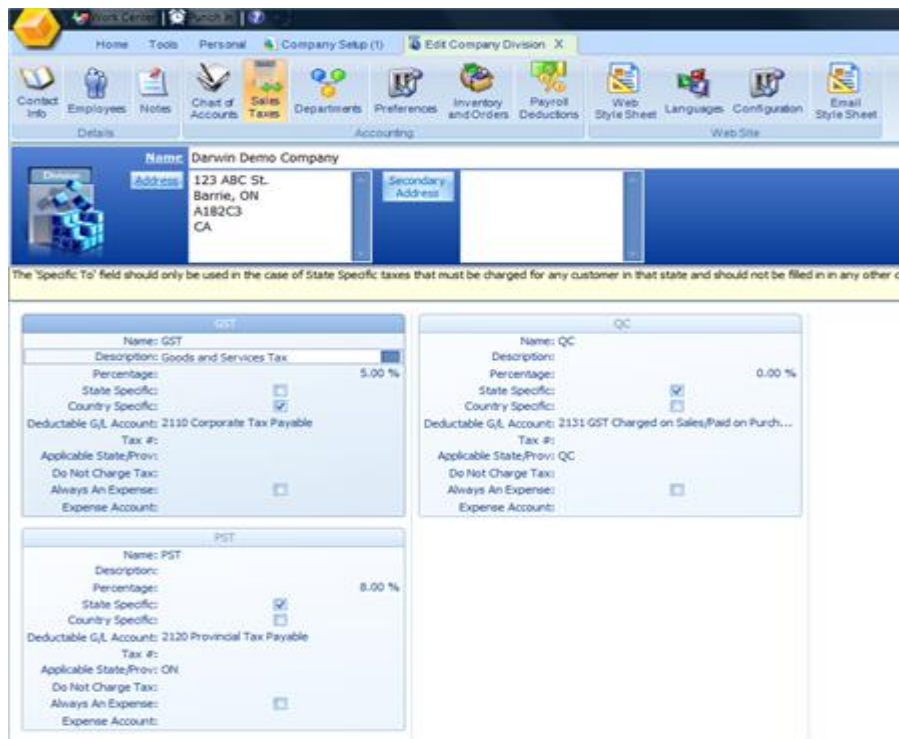 Work Center Punch In
Home Tools Personal Company Setup (1) Edit Company Division X
Contact Info Employees Notes Chart of Accounts Sales Taxes Departments Preferences Inventory and Orders Payroll Deductions Web Style Sheet Languages Configuration Email Style Sheet
Details Accounting Web Site
Name Darwin Demo Company
Division
Address 123 ABC St.
Barrie, ON
A1B2C3
CA
Secondary Address
The 'Specific To' field should only be used in the case of State Specific taxes that must be charged for any customer in that state and should not be filled in in any other
GST
Name: GST
Description: Goods and Services Tax
Percentage: 5.00 %
State Specific:
Country Specific:
Deductable G/L Account: 2110 Corporate Tax Payable
Tax #:
Applicable State/Prov:
Do Not Charge Tax:
Always An Expense:
Expense Account:
QC
Name: QC
Description:
Percentage: 0.00 %
State Specific:
Country Specific:
Deductable G/L Account: 2131 GST Charged on Sales/Paid on Purch...
Tax #:
Applicable State/Prov: QC
Do Not Charge Tax:
Always An Expense:
Expense Account:
PST
Name: PST
Description:
Percentage: 8.00 %
State Specific:
Country Specific:
Deductable G/L Account: 2120 Provincial Tax Payable
Tax #:
Applicable State/Prov: ON
Do Not Charge Tax:
Always An Expense:
Expense Account: